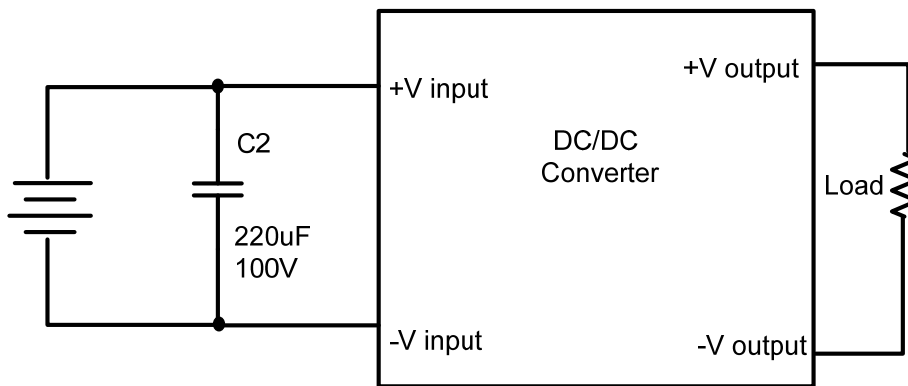 +V input
+V output
C2
DC/DC
Converter
Load
220uF
100V
-V input
-V output